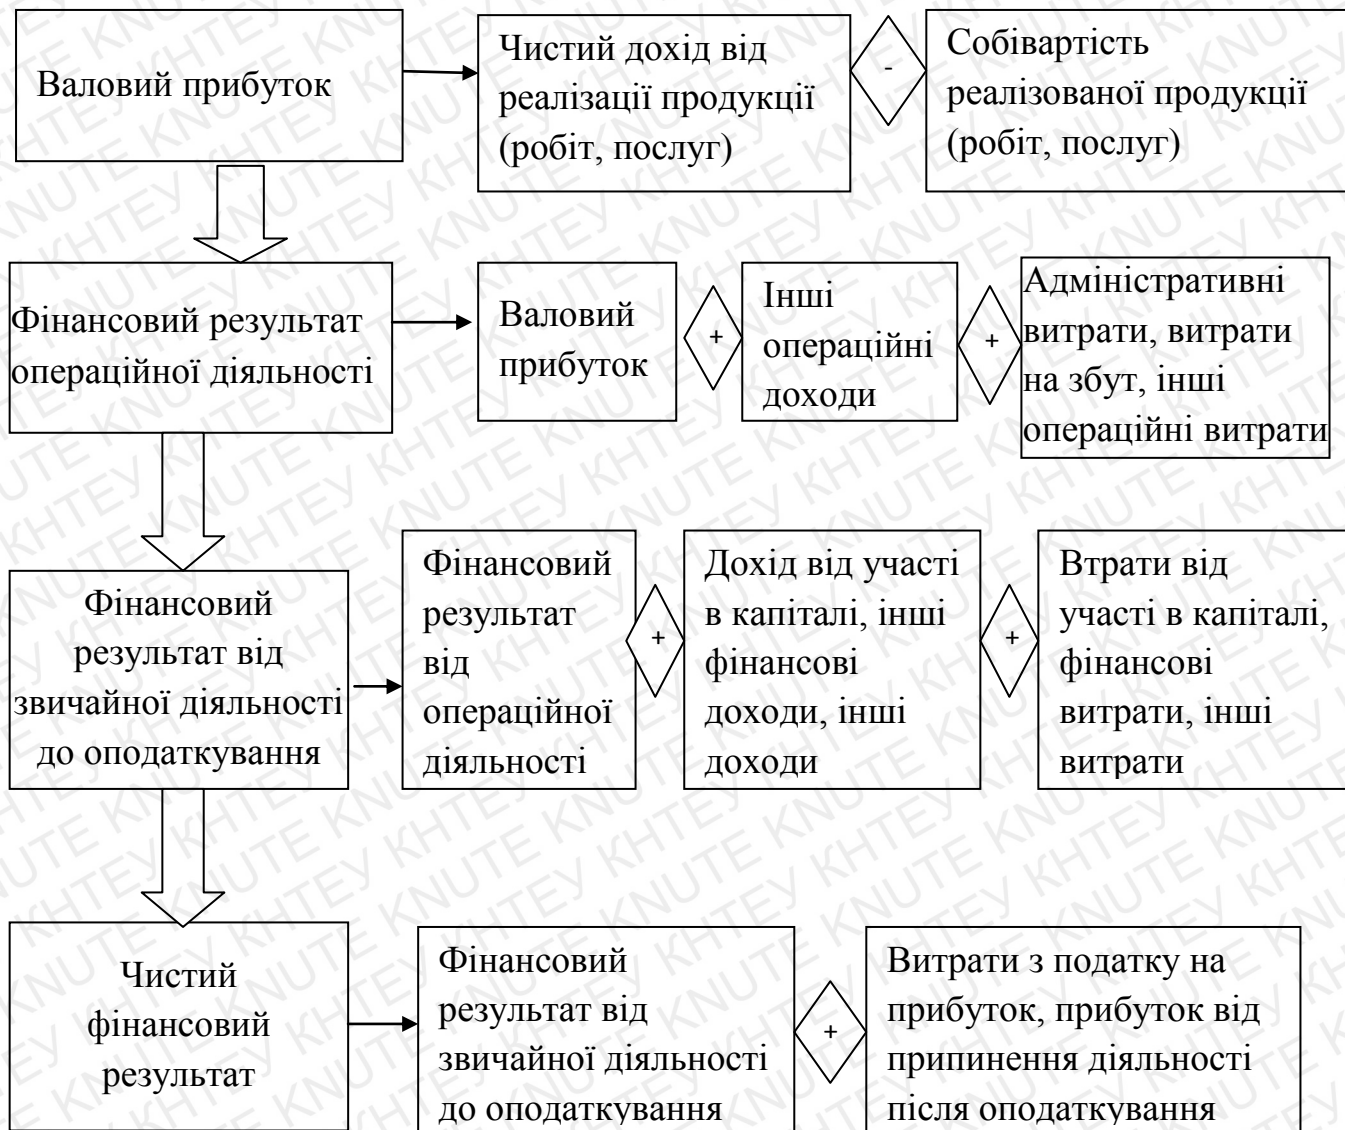 Валовий прибуток
Чистий дохід від
реалізації продукції
(робіт, послуг)
-
Собівартість
реалізованої продукції
(робіт, послуг)
Фінансовий результат
операційної діяльності
Валовий
прибуток
+
Інші
операційні
доходи
+
Адміністративні
витрати, витрати
на збут, інші
операційні витрати
Фінансовий
результат від
звичайної діяльності
до оподаткування
Фінансовий
результат
від
операційної
діяльності
+
Дохід від участі
в капіталі, інші
фінансові
доходи, інші
доходи
+
Втрати від
участі в капіталі,
фінансові
витрати, інші
витрати
Чистий
фінансовий
результат
Фінансовий
результат від
звичайної діяльності
до оподаткування
+
Витрати з податку на
прибуток, прибуток від
припинення діяльності
після оподаткування